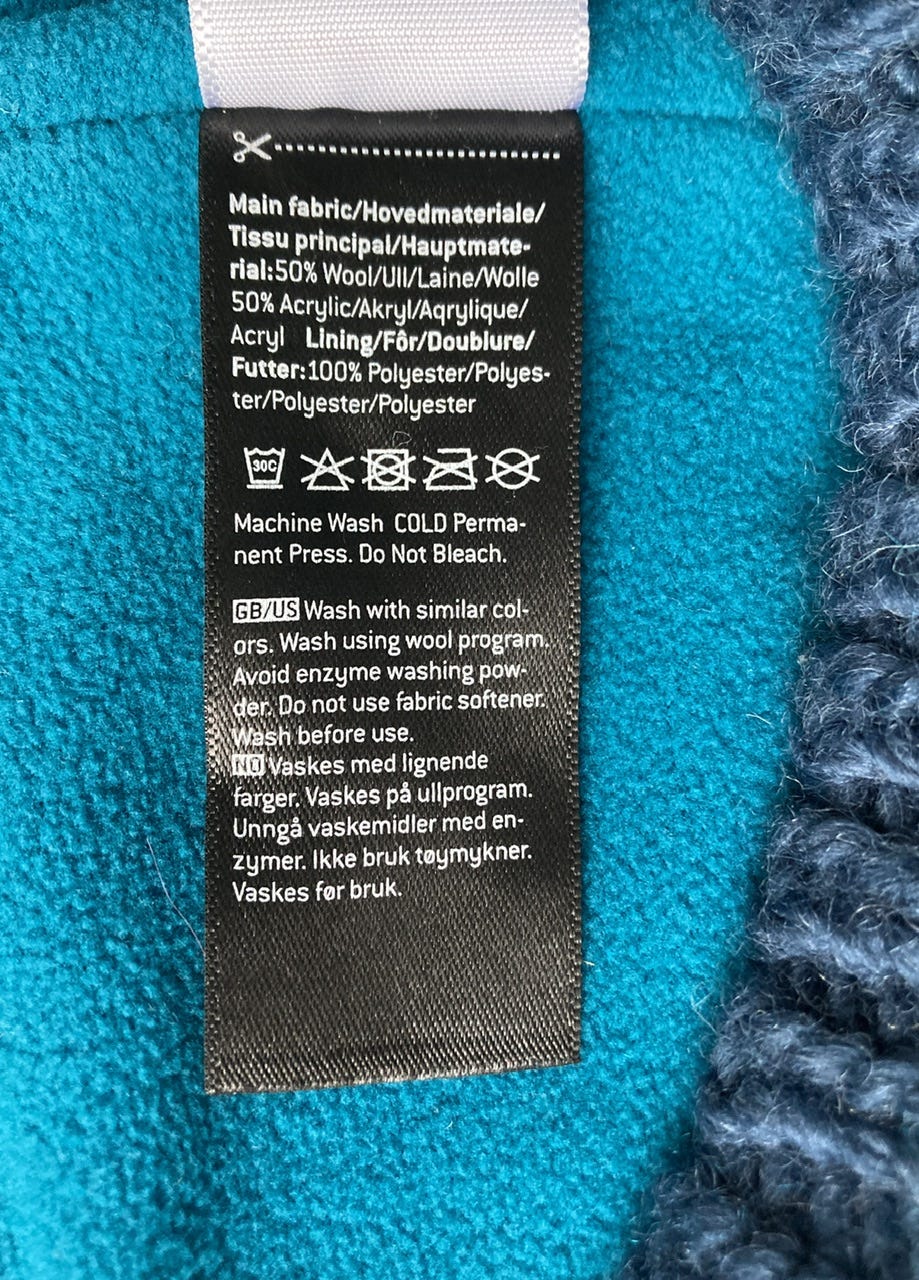 Main fabric/Hovedmateriale/
Tissu principal/Hauptmate-
rial:50% Wool/Ull/Laine/Wolle
50% Acrylic/Akryl/Aqrylique/
Acryl Lining/Fôr/Doublure/
Futter:100% Polyester/Polyes-
ter/Polyester/Polyester
30C
Machine Wash COLD Perma-
nent Press. Do Not Bleach.
GB/US Wash with similar col-
ors. Wash using wool program.
Avoid enzyme washing pow-
der. Do not use fabric softener.
Wash before use.
NO Vaskes med lignende
farger. Vaskes på ullprogram.
Unngå vaskemidler med en-
zymer. Ikke bruk tøymykner.
Vaskes før bruk.